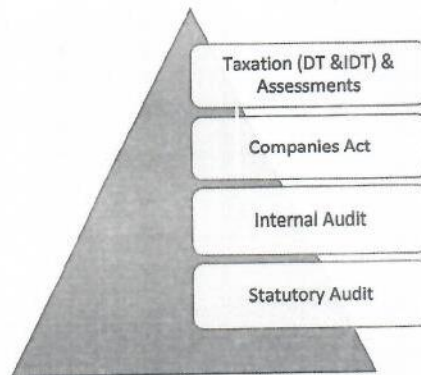 Taxation (DT &IDT) &
Assessments
Companies Act
Internal Audit
Statutory Audit